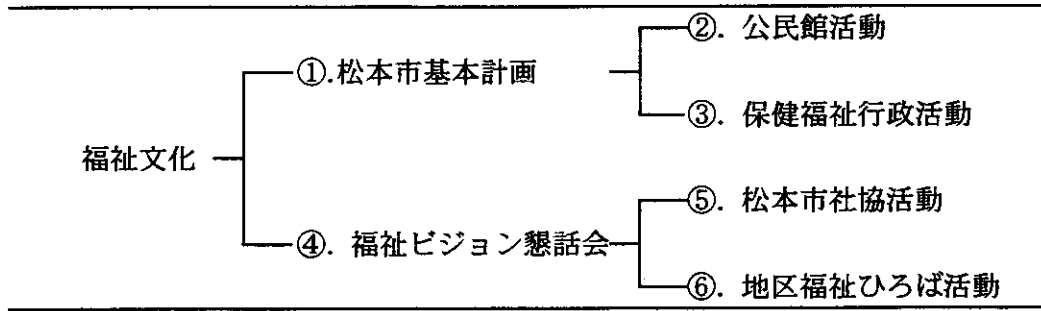 ②. 公民館活動
①.松本市基本計画
③. 保健福祉行政活動
福祉文化
⑤. 松本市社協活動
④. 福祉ビジョン懇話会
⑥. 地区福祉ひろば活動